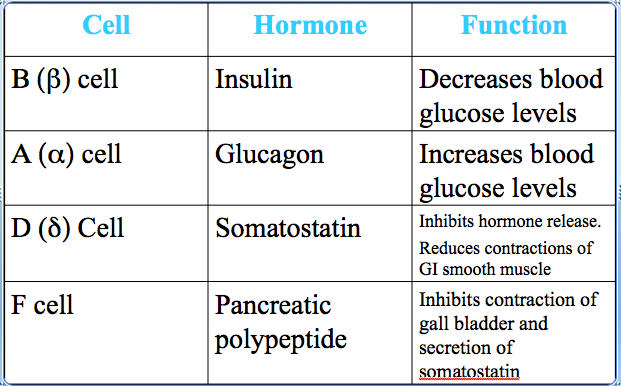 Cell Hormone Function
B (β) cell Insulin Decreases blood
glucose levels
A (α) cell Glucagon Increases blood
glucose levels
D (δ) Cell Somatostatin Inhibits hormone release.
Reduces contractions of
GI smooth muscle
F cell Pancreatic Inhibits contraction of
polypeptide gall bladder and
secretion of
somatostatin